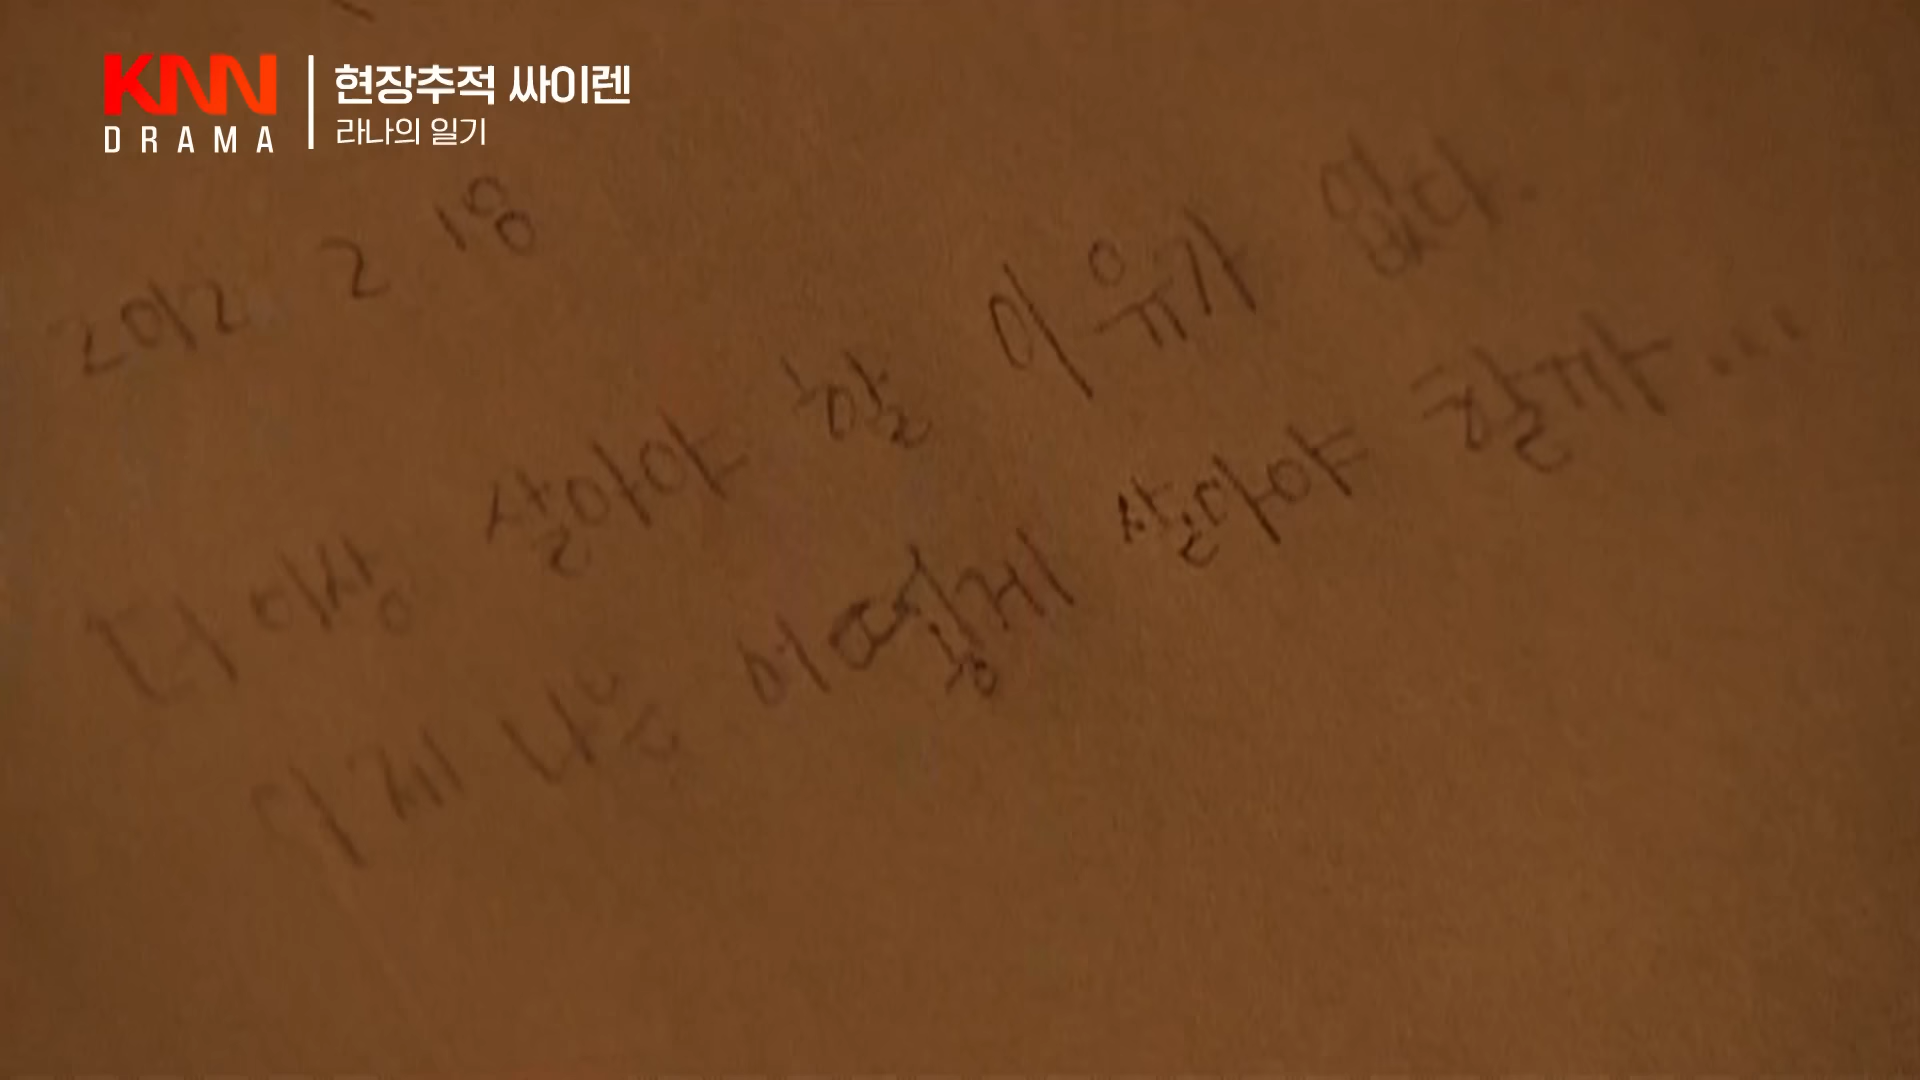 KNN
DRAMA
현장추적 싸이렌
라나의 일기
2012 2 18
더 이상 살아야 할 이유가 없다.
이제 나는 어떻게 살아야 할까...